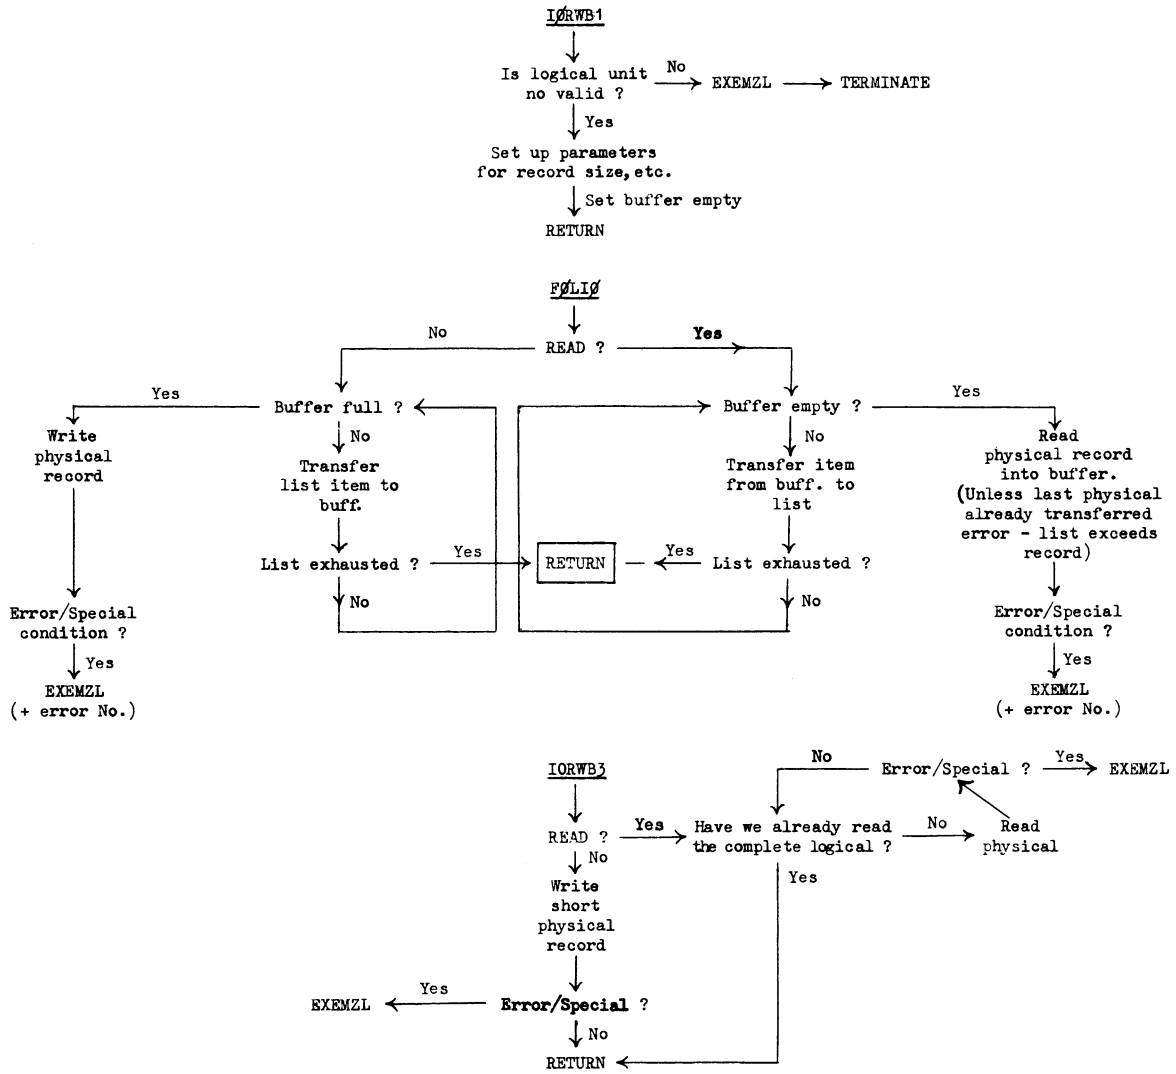 IØRWB1
Is logical unit
no valid ?
No
EXEMZL
TERMINATE
Yes
Set up parameters
for record size, etc.
Set buffer empty
RETURN
FØLIØ
No
READ ?
Yes
Yes
Buffer full ?
Buffer empty ?
Yes
Write
physical
record
No
Transfer
list item to
buff.
No
Transfer item
from buff. to
list
Read
physical record
into buffer.
(Unless last physical
already transferred
error - list exceeds
record)
List exhausted ?
Yes
RETURN
Yes
List exhausted ?
No
No
Error/Special
condition ?
Yes
EXEMZL
(+ error No.)
Error/Special
condition ?
Yes
EXEMZL
(+ error No.)
IORWB3
No
Error/Special ?
Yes
EXEMZL
READ ?
Yes
Have we already read
the complete logical ?
No
Read
physical
No
Yes
Write
short
physical
record
EXEMZL
Yes
Error/Special ?
No
RETURN